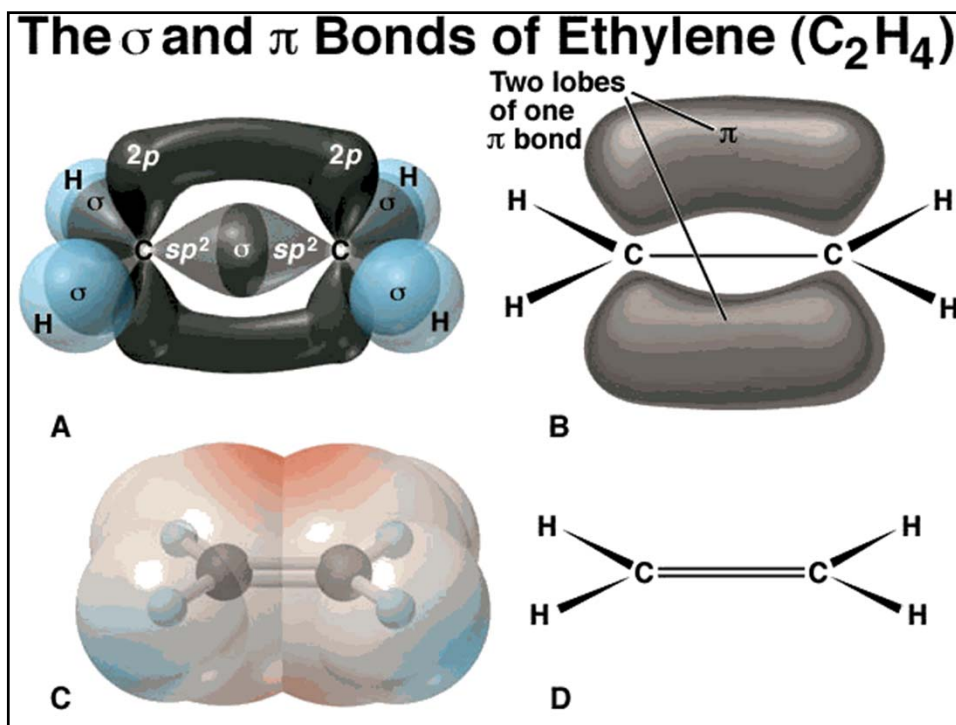 The σ and π Bonds of Ethylene (C₂H₄)
2p 2p
H H
σ σ
C sp² σ sp² C
σ σ
H H
A
Two lobes
of one
π bond
π
H H
C C
H H
B
C
H H
C C
H H
D